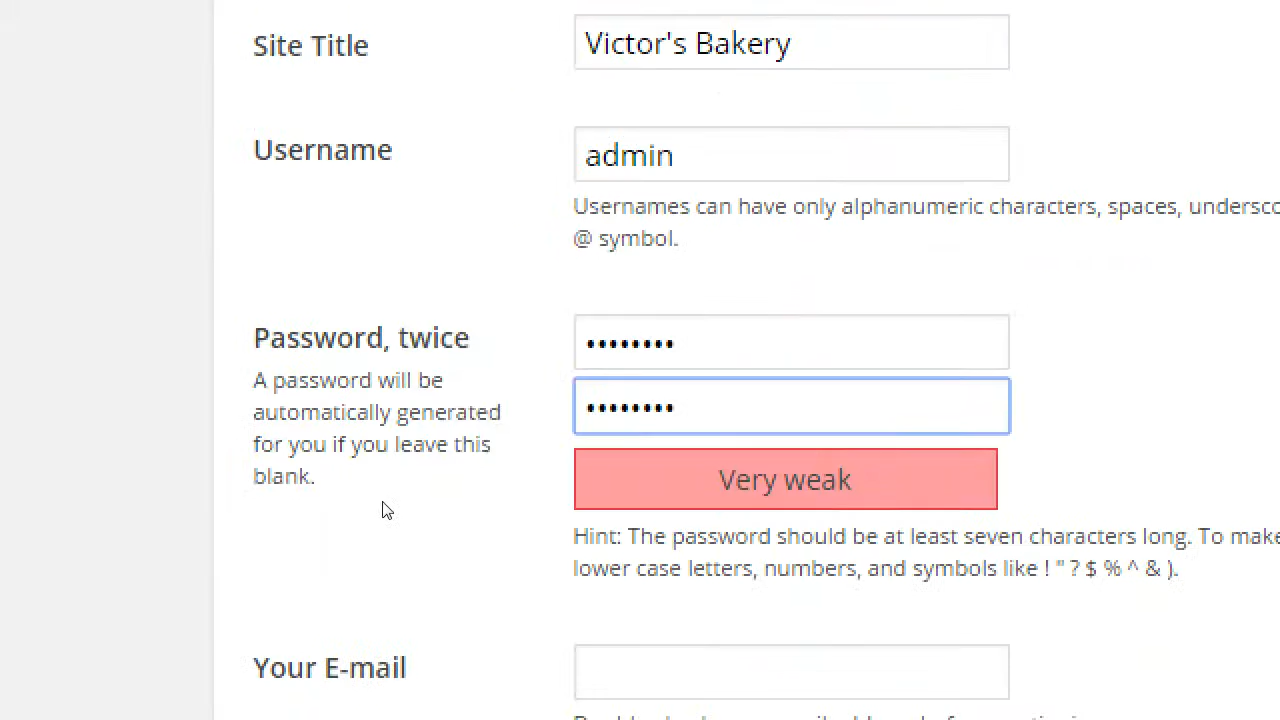 Site Title
Victor's Bakery
Username
admin
Usernames can have only alphanumeric characters, spaces,
@ symbol.
Password, twice
••••••••
A password will be
automatically generated
for you if you leave this
blank.
••••••••
Very weak
Hint: The password should be at least seven characters long. To make
lower case letters, numbers, and symbols like ! " ? $ % ^ & ).
Your E-mail